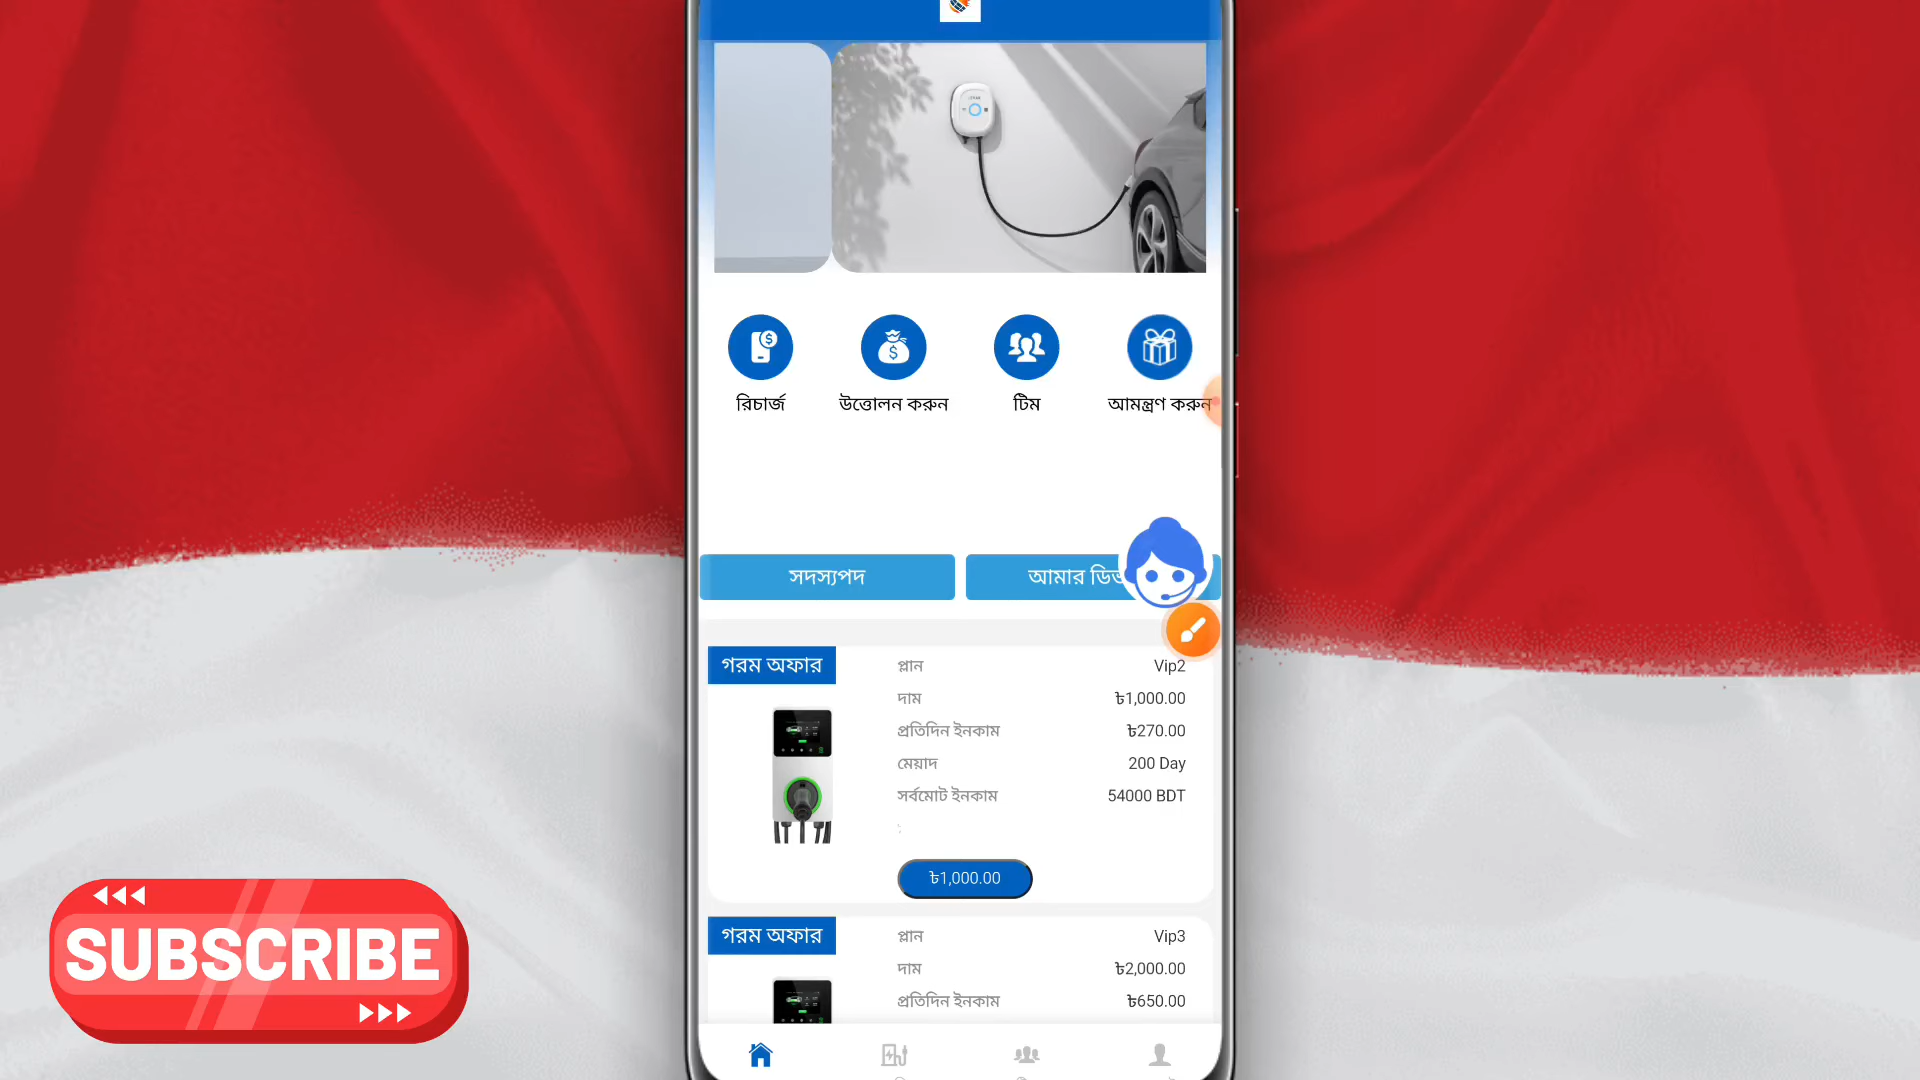 রিচার্জ
উত্তোলন করুন
টিম
আমন্ত্রণ করুন
সদস্যপদ
আমার
গরম অফার
প্লান
Vip2
দাম
৳1,000.00
প্রতিদিন ইনকাম
৳270.00
মেয়াদ
200 Day
সর্বমোট ইনকাম
54000 BDT
৳1,000.00
গরম অফার
প্লান
Vip3
দাম
৳2,000.00
প্রতিদিন ইনকাম
৳650.00
SUBSCRIBE